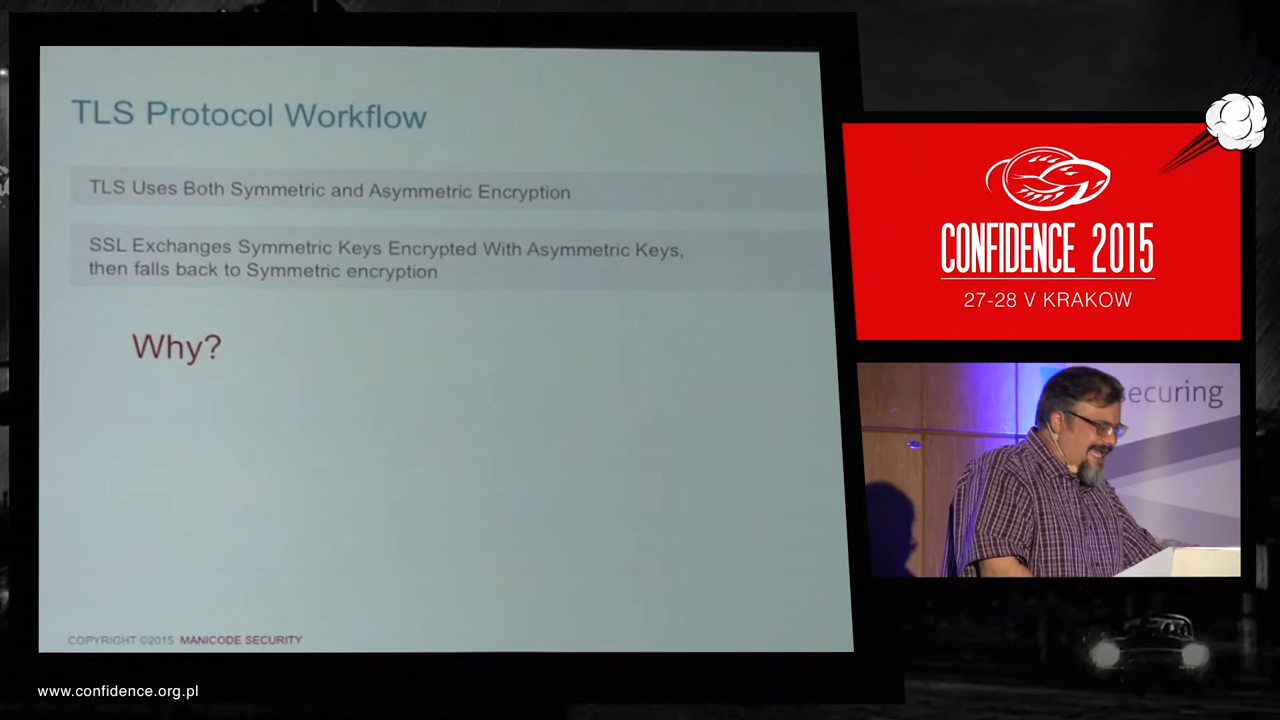 TLS Protocol Workflow
TLS Uses Both Symmetric and Asymmetric Encryption
SSL Exchanges Symmetric Keys Encrypted With Asymmetric Keys,
then falls back to Symmetric encryption
Why?
COPYRIGHT ©2015 MANICODE SECURITY
CONFIDENCE 2015
27-28 V KRAKOW
securing
www.confidence.org.pl